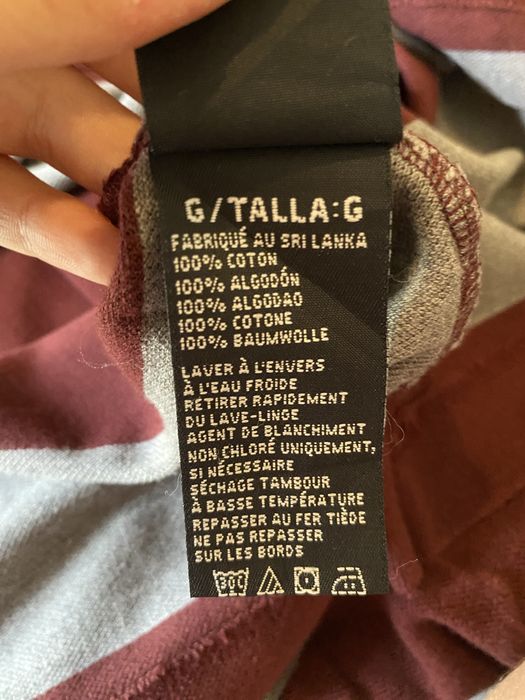 G/TALLA:G
FABRIQUÉ AU SRI LANKA
100% COTON
100% ALGODÓN
100% ALGODAO
100% COTONE
100% BAUMWOLLE
LAVER À L'ENVERS
À L'EAU FROIDE
RETIRER RAPIDEMENT
DU LAVE-LINGE
AGENT DE BLANCHIMENT
NON CHLORÉ UNIQUEMENT,
SI NÉCESSAIRE
SÉCHAGE TAMBOUR
À BASSE TEMPÉRATURE
REPASSER AU FER TIÈDE
NE PAS REPASSER
SUR LES BORDS
30C